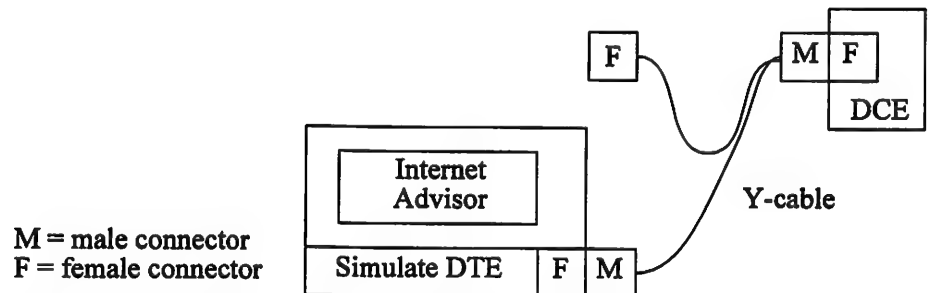 F
M F
DCE
Internet
Advisor
Y-cable
M = male connector
F = female connector
Simulate DTE F M